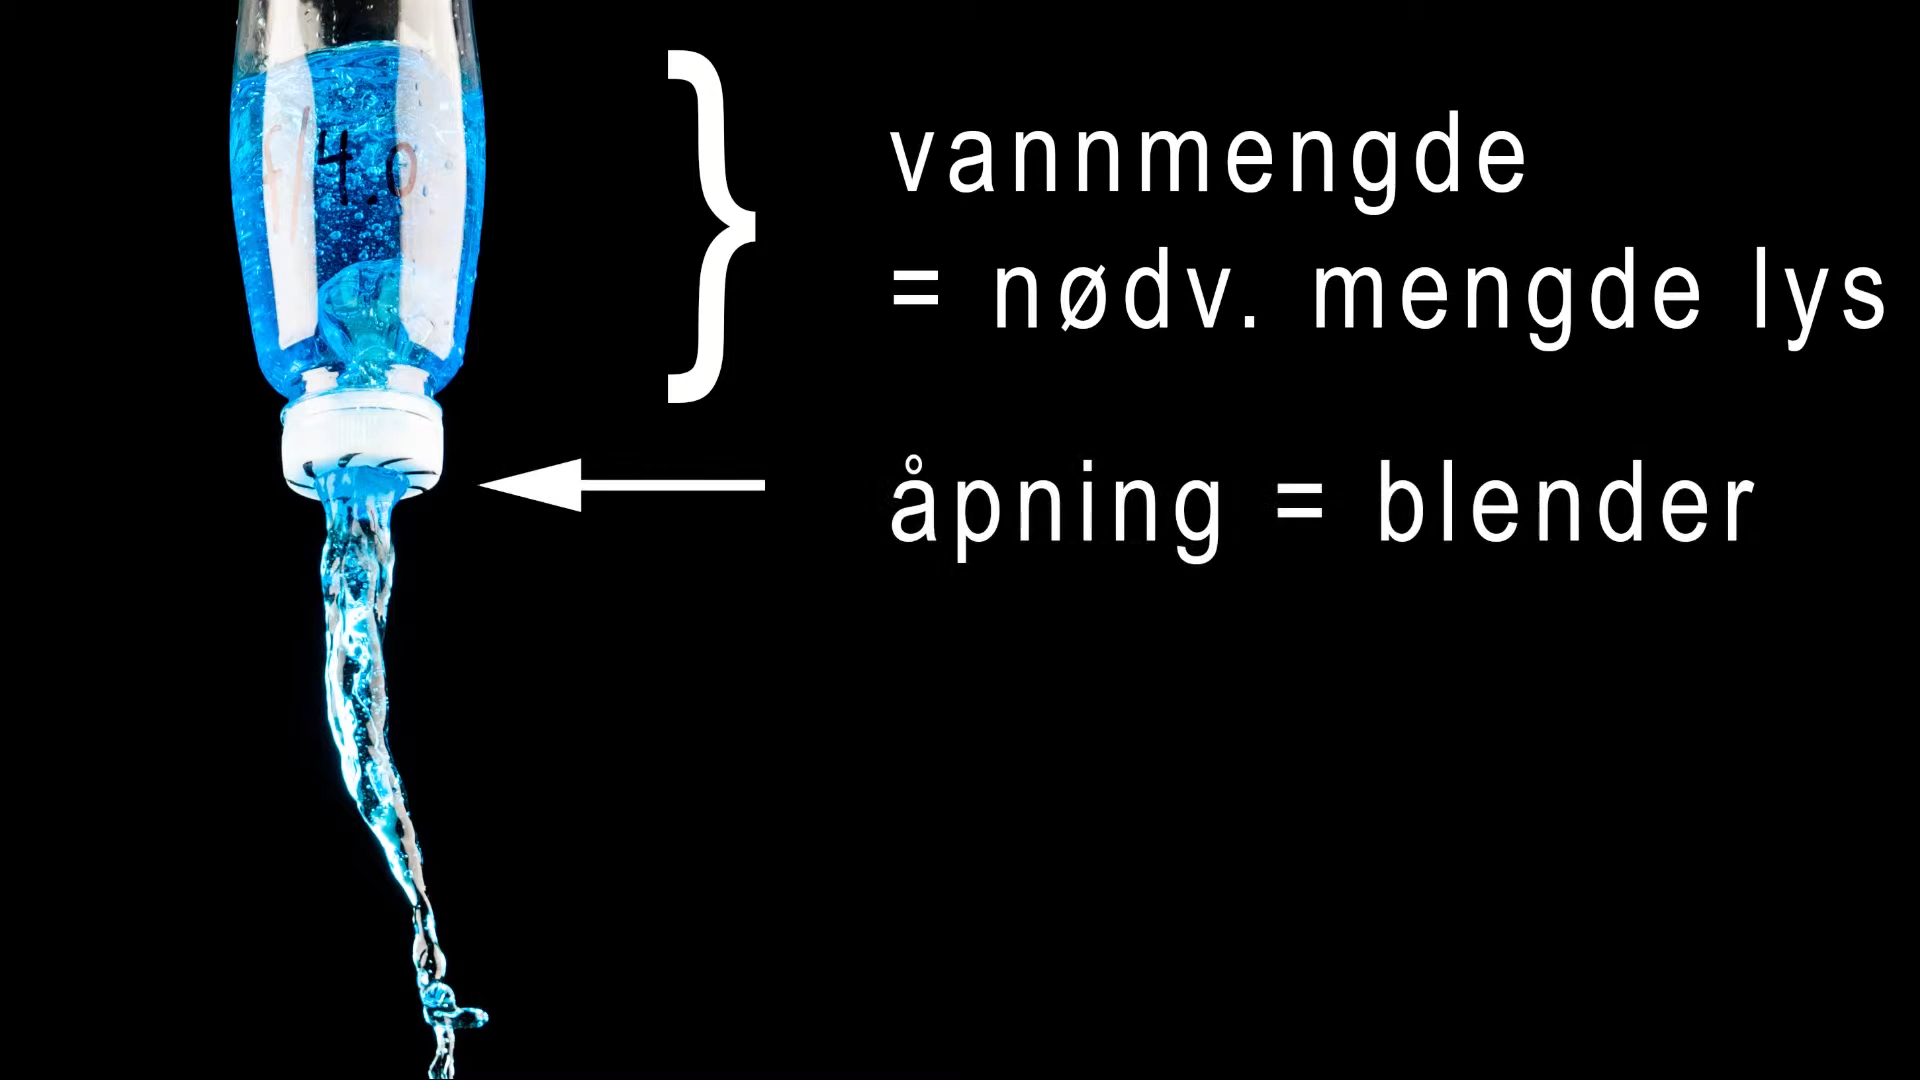 f/4.0
vannmengde
= nødv. mengde lys
åpning = blender